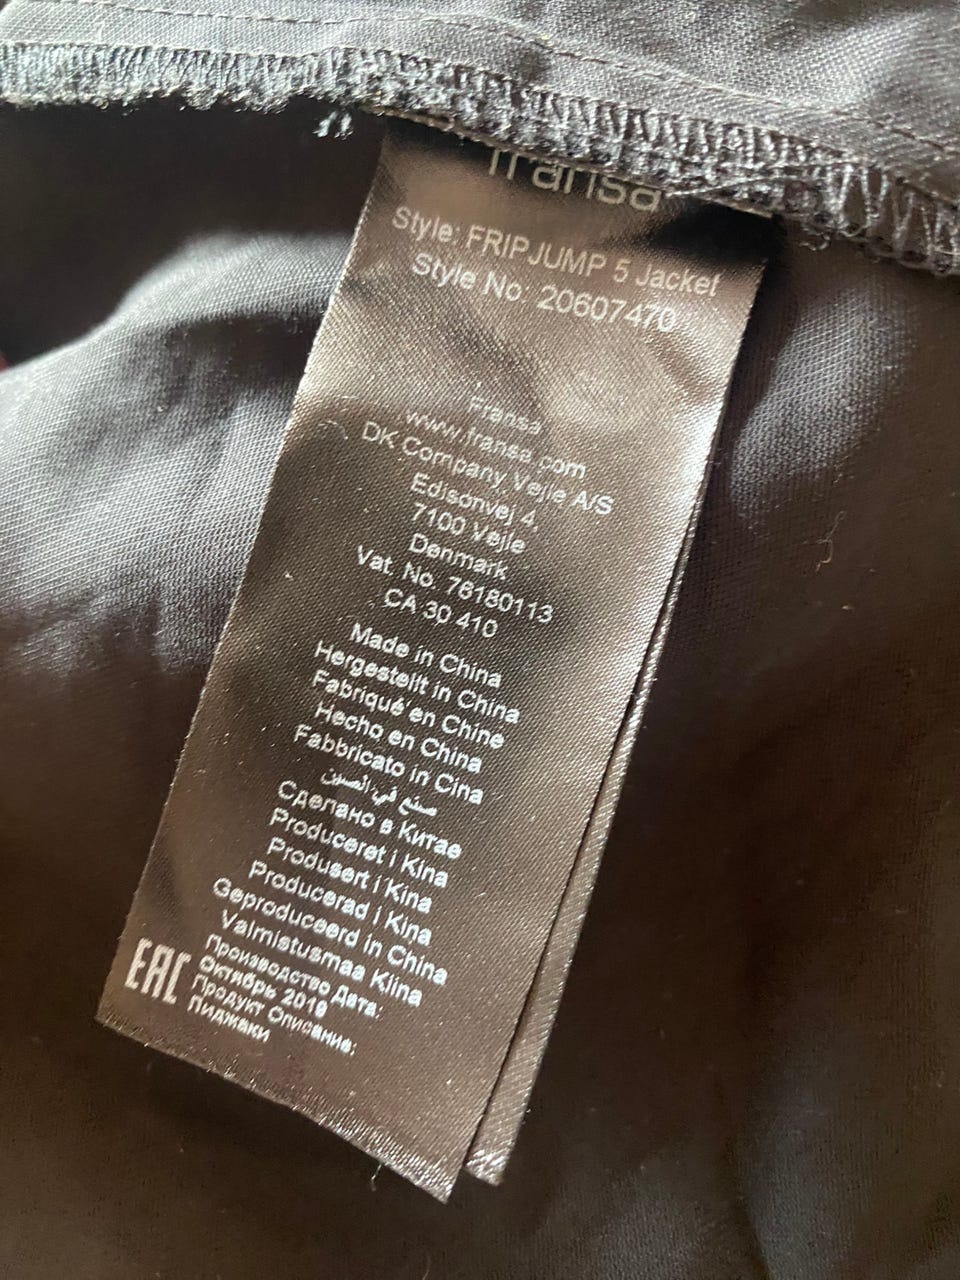 fransa
Style: FRIPJUMP 5 Jacket
Style No: 20607470
Fransa
www.fransa.com
DK Company Vejle A/S
Edisonvej 4,
7100 Vejle
Denmark
Vat. No. 76180113
CA 30 410
Made in China
Hergestellt in China
Fabriqué en Chine
Hecho en China
Fabbricato in Cina
صنع في الصين
Сделано в Китае
Produceret i Kina
Produsert i Kina
Producerad i Kina
Geproduceerd in China
Valmistusmaa Kiina
EAC
Производство Дата:
Октябрь 2019
Продукт Описание:
Пиджаки